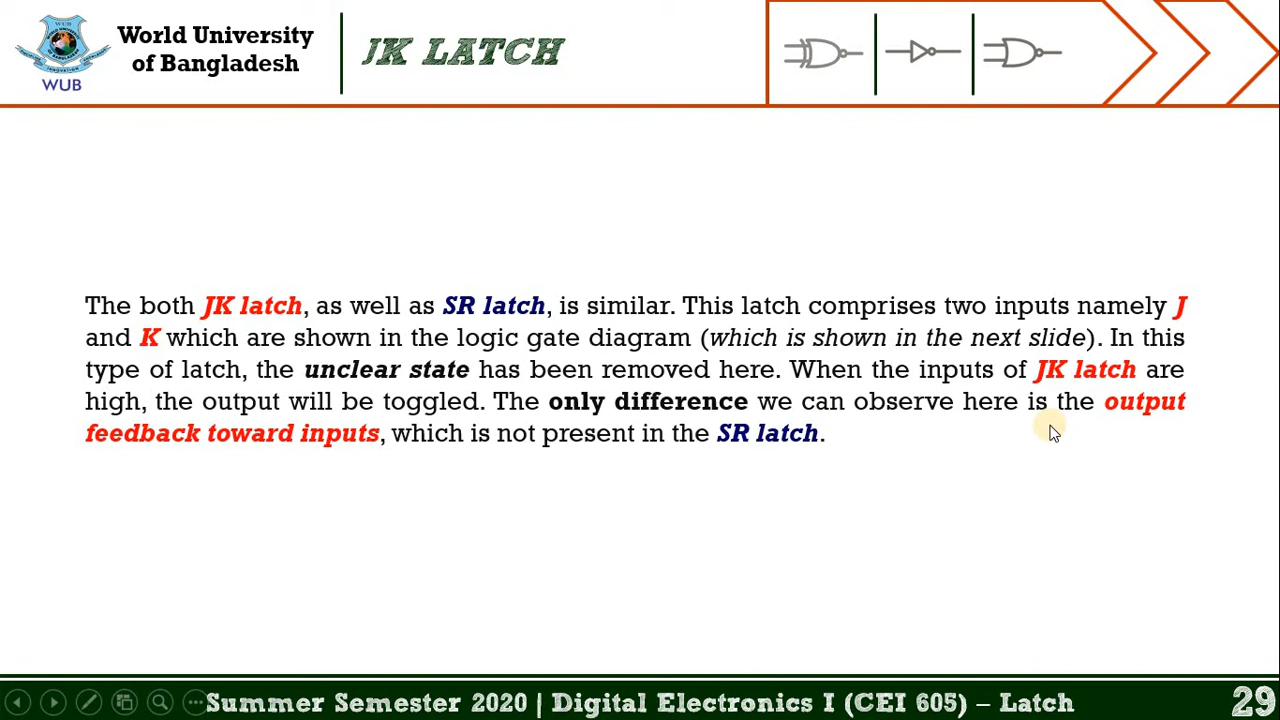 World University
of Bangladesh
WUB
JK LATCH
The both JK latch, as well as SR latch, is similar. This latch comprises two inputs namely J
and K which are shown in the logic gate diagram (which is shown in the next slide). In this
type of latch, the unclear state has been removed here. When the inputs of JK latch are
high, the output will be toggled. The only difference we can observe here is the output
feedback toward inputs, which is not present in the SR latch.
Summer Semester 2020 | Digital Electronics I (CEI 605) – Latch
29